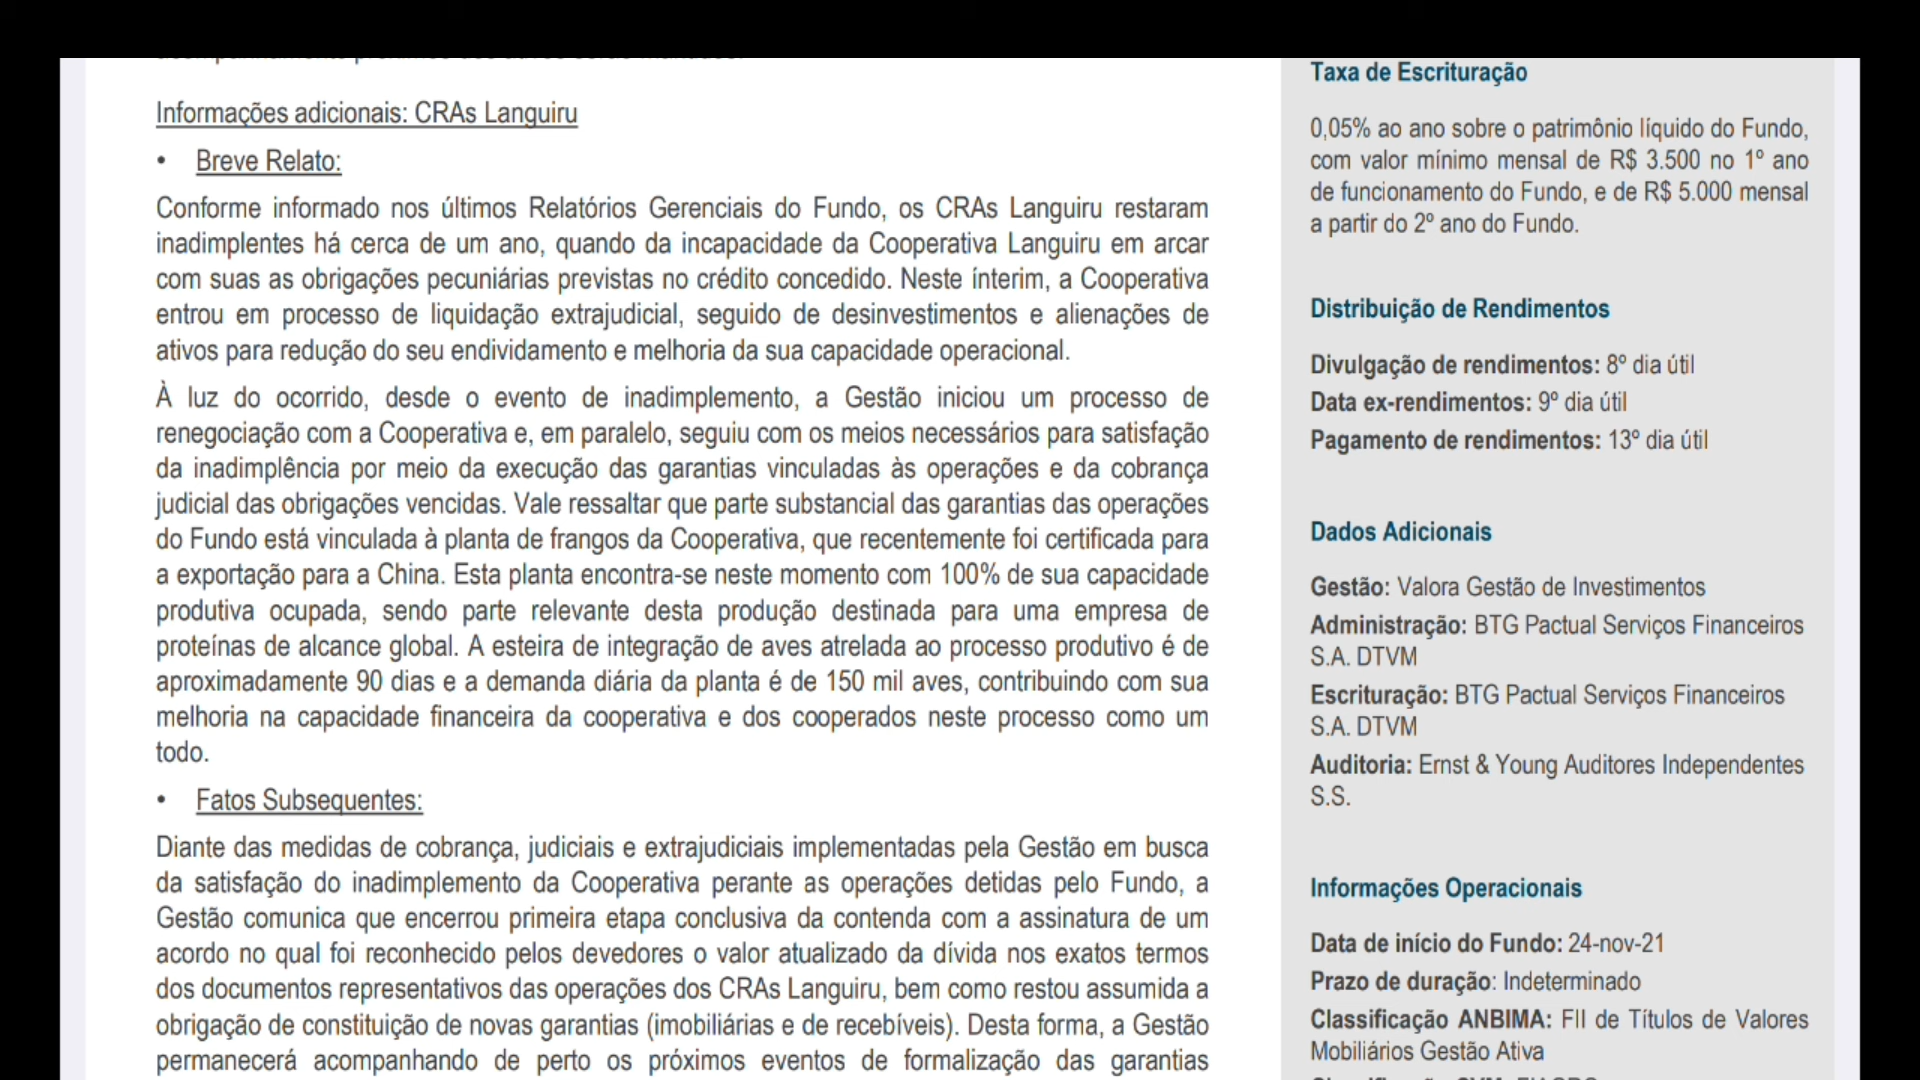 Informações adicionais: CRAs Languiru
• Breve Relato:
Conforme informado nos últimos Relatórios Gerenciais do Fundo, os CRAs Languiru restaram
inadimplentes há cerca de um ano, quando da incapacidade da Cooperativa Languiru em arcar
com suas as obrigações pecuniárias previstas no crédito concedido. Neste ínterim, a Cooperativa
entrou em processo de liquidação extrajudicial, seguido de desinvestimentos e alienações de
ativos para redução do seu endividamento e melhoria da sua capacidade operacional.
À luz do ocorrido, desde o evento de inadimplemento, a Gestão iniciou um processo de
renegociação com a Cooperativa e, em paralelo, seguiu com os meios necessários para satisfação
da inadimplência por meio da execução das garantias vinculadas às operações e da cobrança
judicial das obrigações vencidas. Vale ressaltar que parte substancial das garantias das operações
do Fundo está vinculada à planta de frangos da Cooperativa, que recentemente foi certificada para
a exportação para a China. Esta planta encontra-se neste momento com 100% de sua capacidade
produtiva ocupada, sendo parte relevante desta produção destinada para uma empresa de
proteínas de alcance global. A esteira de integração de aves atrelada ao processo produtivo é de
aproximadamente 90 dias e a demanda diária da planta é de 150 mil aves, contribuindo com sua
melhoria na capacidade financeira da cooperativa e dos cooperados neste processo como um
todo.
• Fatos Subsequentes:
Diante das medidas de cobrança, judiciais e extrajudiciais implementadas pela Gestão em busca
da satisfação do inadimplemento da Cooperativa perante as operações detidas pelo Fundo, a
Gestão comunica que encerrou primeira etapa conclusiva da contenda com a assinatura de um
acordo no qual foi reconhecido pelos devedores o valor atualizado da dívida nos exatos termos
dos documentos representativos das operações dos CRAs Languiru, bem como restou assumida a
obrigação de constituição de novas garantias (imobiliárias e de recebíveis). Desta forma, a Gestão
permanecerá acompanhando de perto os próximos eventos de formalização das garantias
Taxa de Escrituração
0,05% ao ano sobre o patrimônio líquido do Fundo,
com valor mínimo mensal de R$ 3.500 no 1º ano
de funcionamento do Fundo, e de R$ 5.000 mensal
a partir do 2º ano do Fundo.
Distribuição de Rendimentos
Divulgação de rendimentos: 8º dia útil
Data ex-rendimentos: 9º dia útil
Pagamento de rendimentos: 13º dia útil
Dados Adicionais
Gestão: Valora Gestão de Investimentos
Administração: BTG Pactual Serviços Financeiros
S.A. DTVM
Escrituração: BTG Pactual Serviços Financeiros
S.A. DTVM
Auditoria: Ernst & Young Auditores Independentes
S.S.
Informações Operacionais
Data de início do Fundo: 24-nov-21
Prazo de duração: Indeterminado
Classificação ANBIMA: FII de Títulos de Valores
Mobiliários Gestão Ativa